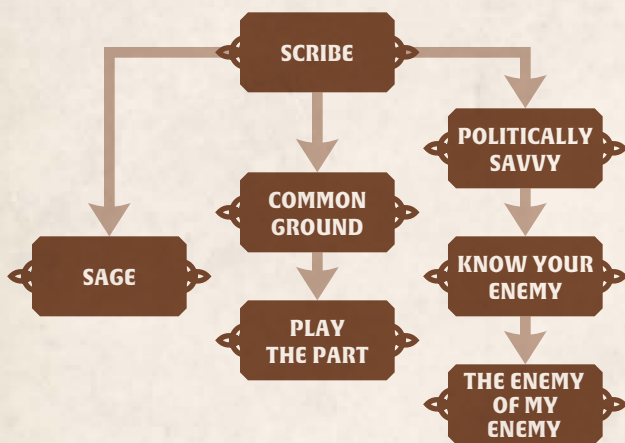 SCRIBE
POLITICALLY
SAVVY
COMMON
GROUND
SAGE
KNOW YOUR
ENEMY
PLAY
THE PART
THE ENEMY
OF MY
ENEMY